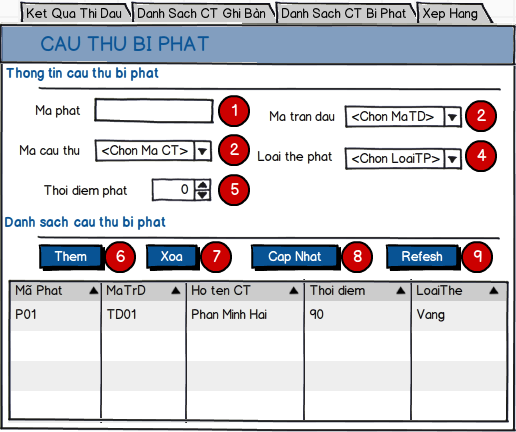 Ket Qua Thi Dau Danh Sach CT Ghi Bàn Danh Sach CT Bi Phat Xep Hang
CAU THU BI PHAT
Thong tin cau thu bi phat
Ma phat 1 Ma tran dau <Chon MaTD> 2
Ma cau thu <Chon Ma CT> 2 Loai the phat <Chon LoaiTP> 4
Thoi diem phat 0 5
Danh sach cau thu bi phat
Them 6 Xoa 7 Cap Nhat 8 Refesh 9
Mã Phat MaTrD Ho ten CT Thoi diem LoaiThe
P01 TD01 Phan Minh Hai 90 Vang